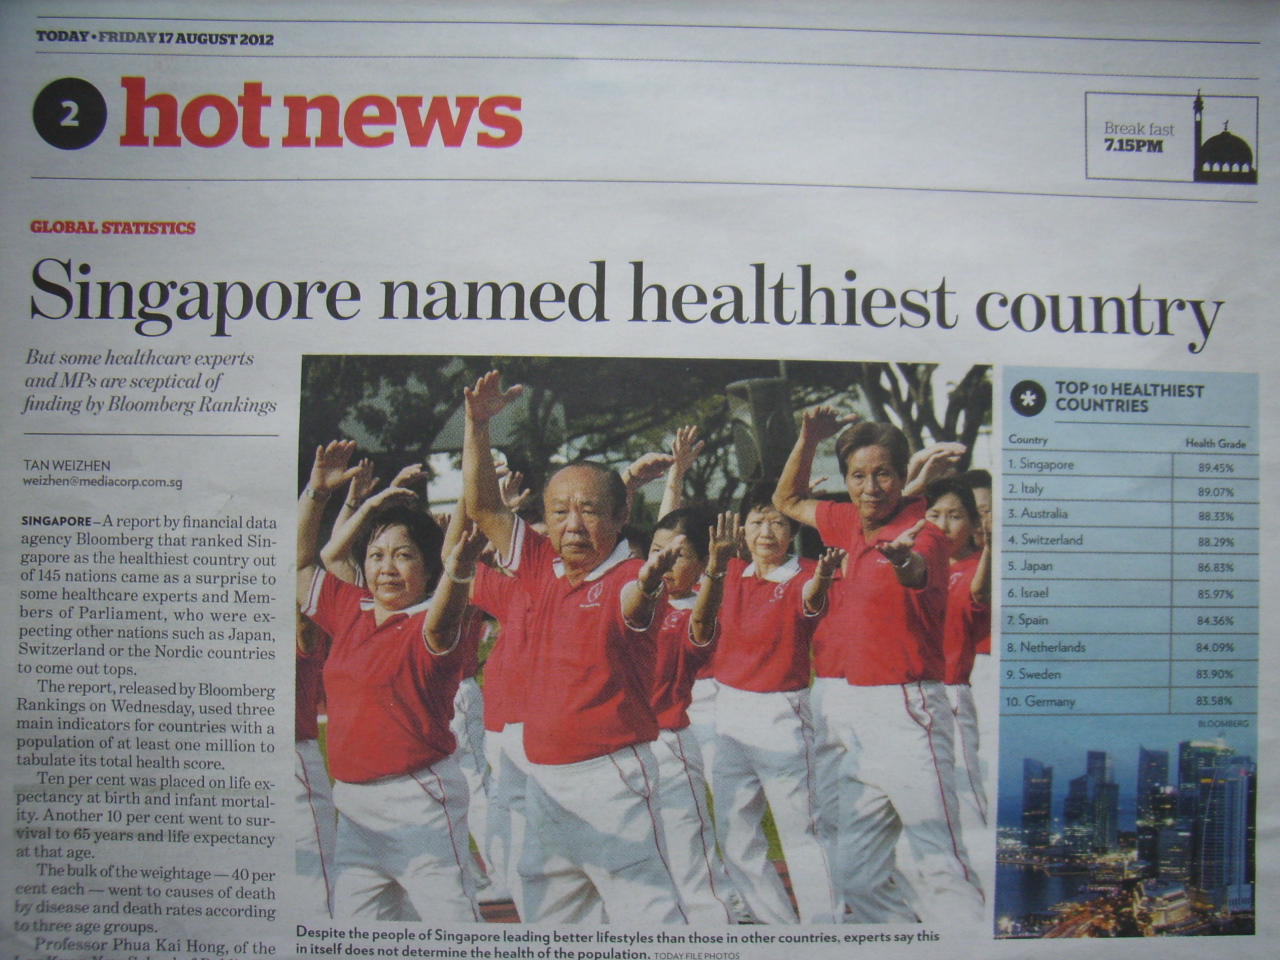 TODAY • FRIDAY 17 AUGUST 2012
2 hot news
Break fast
7.15PM
GLOBAL STATISTICS
Singapore named healthiest country
But some healthcare experts
and MPs are sceptical of
finding by Bloomberg Rankings
TAN WEIZHEN
weizhen@mediacorp.com.sg
SINGAPORE — A report by financial data
agency Bloomberg that ranked Sin-
gapore as the healthiest country out
of 145 nations came as a surprise to
some healthcare experts and Mem-
bers of Parliament, who were ex-
pecting other nations such as Japan,
Switzerland or the Nordic countries
to come out tops.
The report, released by Bloomberg
Rankings on Wednesday, used three
main indicators for countries with a
population of at least one million to
tabulate its total health score.
Ten per cent was placed on life ex-
pectancy at birth and infant mortal-
ity. Another 10 per cent went to sur-
vival to 65 years and life expectancy
at that age.
The bulk of the weightage — 40 per
cent each — went to causes of death
by disease and death rates according
to three age groups.
Professor Phua Kai Hong, of the
Despite the people of Singapore leading better lifestyles than those in other countries, experts say this
in itself does not determine the health of the population. TODAY FILE PHOTOS
* TOP 10 HEALTHIEST
COUNTRIES
Country Health Grade
1. Singapore 89.45%
2. Italy 89.07%
3. Australia 88.33%
4. Switzerland 88.29%
5. Japan 86.83%
6. Israel 85.97%
7. Spain 84.36%
8. Netherlands 84.09%
9. Sweden 83.90%
10. Germany 83.58%
BLOOMBERG